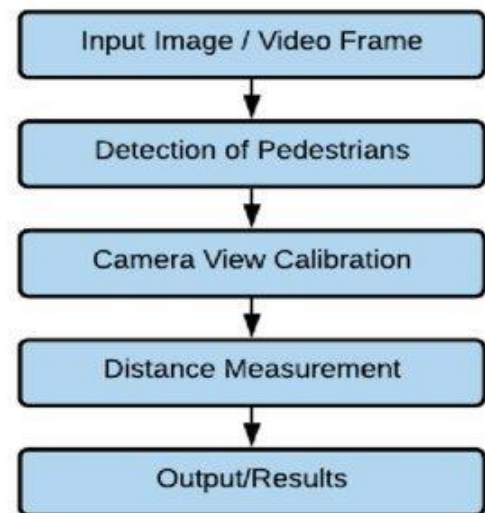 Input Image / Video Frame
Detection of Pedestrians
Camera View Calibration
Distance Measurement
Output/Results